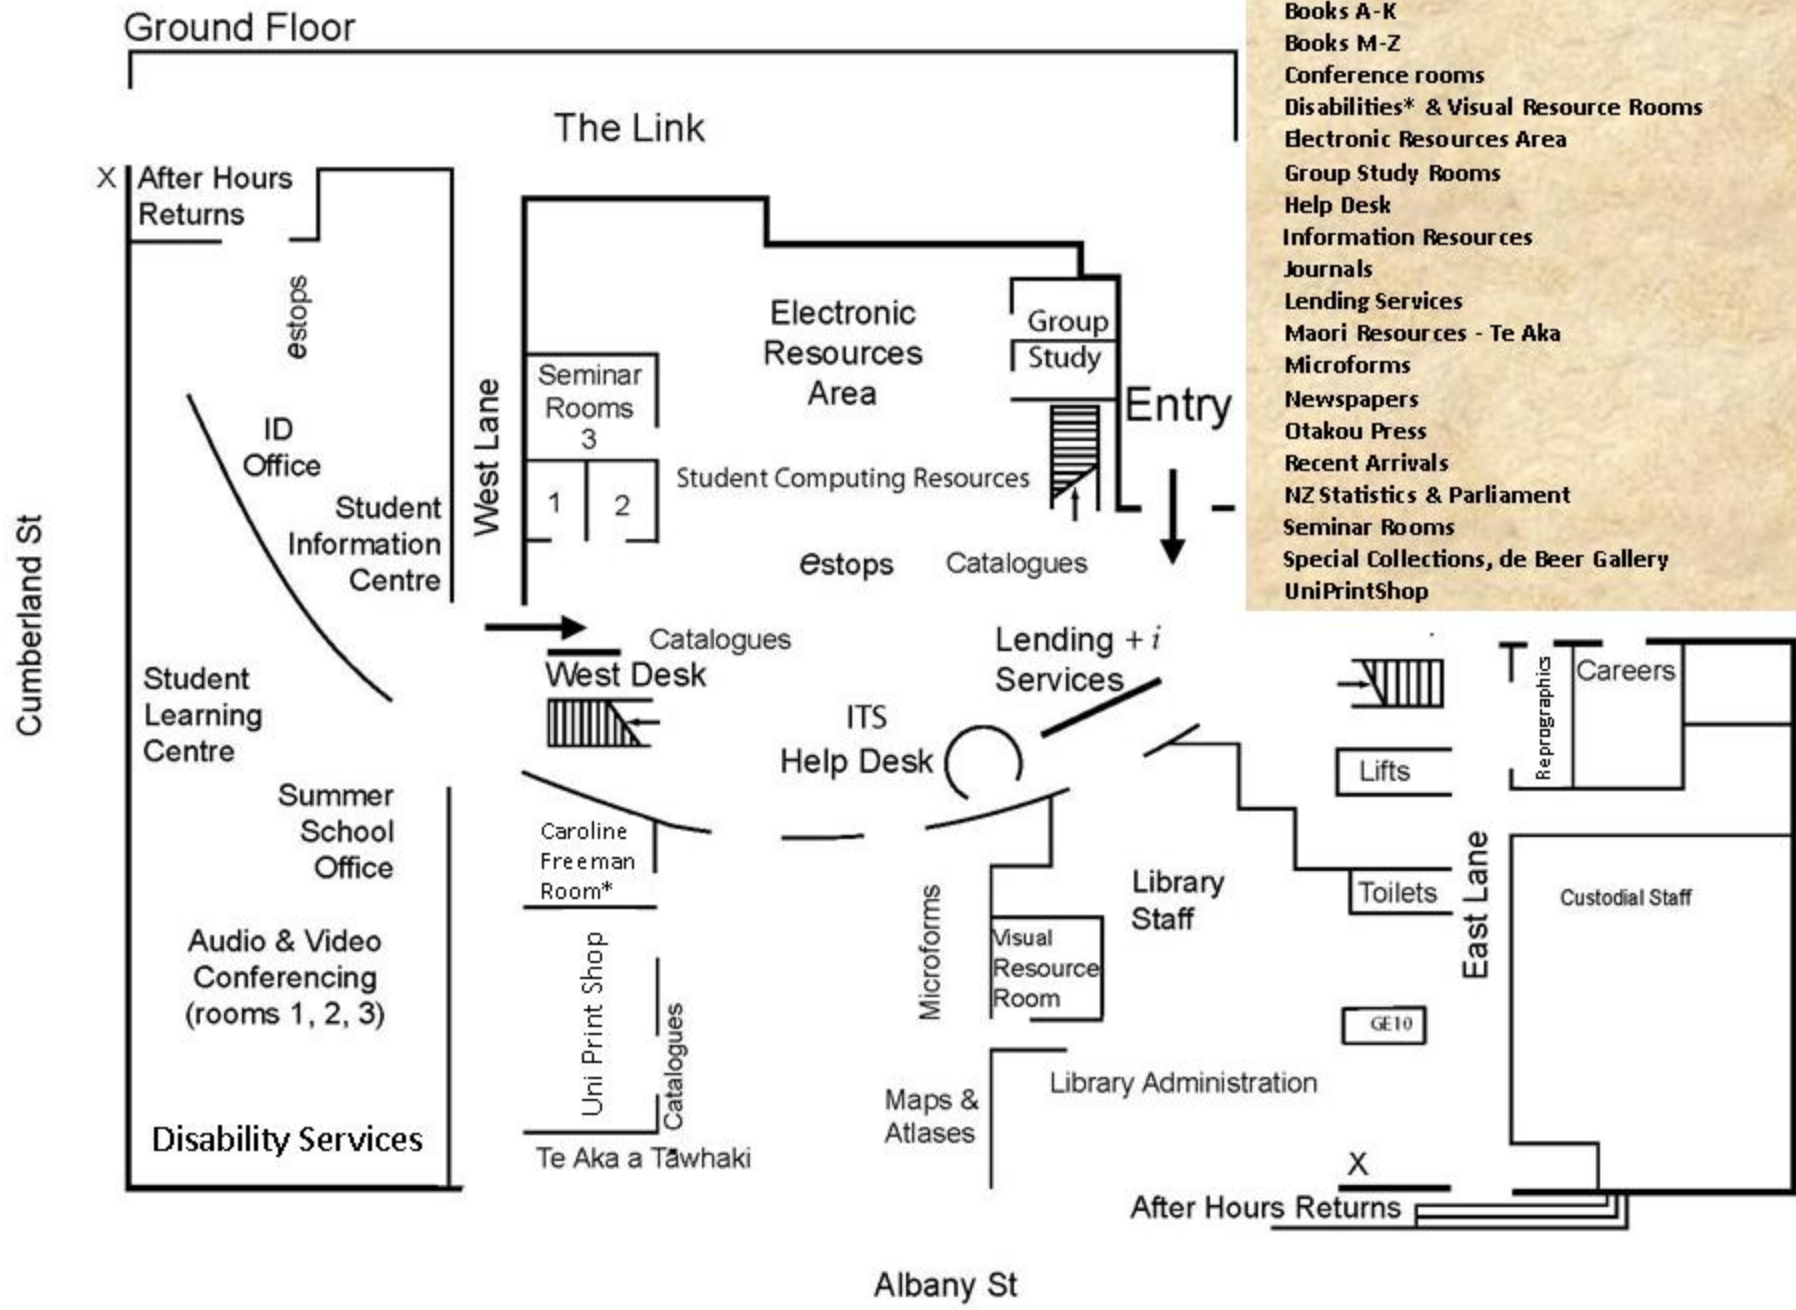 Ground Floor
The Link
X
After Hours
Returns
estops
ID
Office
Student
Information
Centre
Cumberland St
Student
Learning
Centre
Summer
School
Office
Audio & Video
Conferencing
(rooms 1, 2, 3)
Disability Services
West Lane
Seminar
Rooms
3
1
2
Electronic
Resources
Area
Group
Study
Student Computing Resources
Entry
estops
Catalogues
Catalogues
West Desk
Lending + i
Services
ITS
Help Desk
Caroline
Freeman
Room*
Uni Print Shop
Catalogues
Te Aka a Tāwhaki
Microforms
Visual
Resource
Room
Maps &
Atlases
Library
Staff
Library Administration
Lifts
Toilets
East Lane
GE10
Reprographics
Careers
Custodial Staff
X
After Hours Returns
Albany St
Books A-K
Books M-Z
Conference rooms
Disabilities* & Visual Resource Rooms
Electronic Resources Area
Group Study Rooms
Help Desk
Information Resources
Journals
Lending Services
Maori Resources - Te Aka
Microforms
Newspapers
Otakou Press
Recent Arrivals
NZ Statistics & Parliament
Seminar Rooms
Special Collections, de Beer Gallery
UniPrintShop